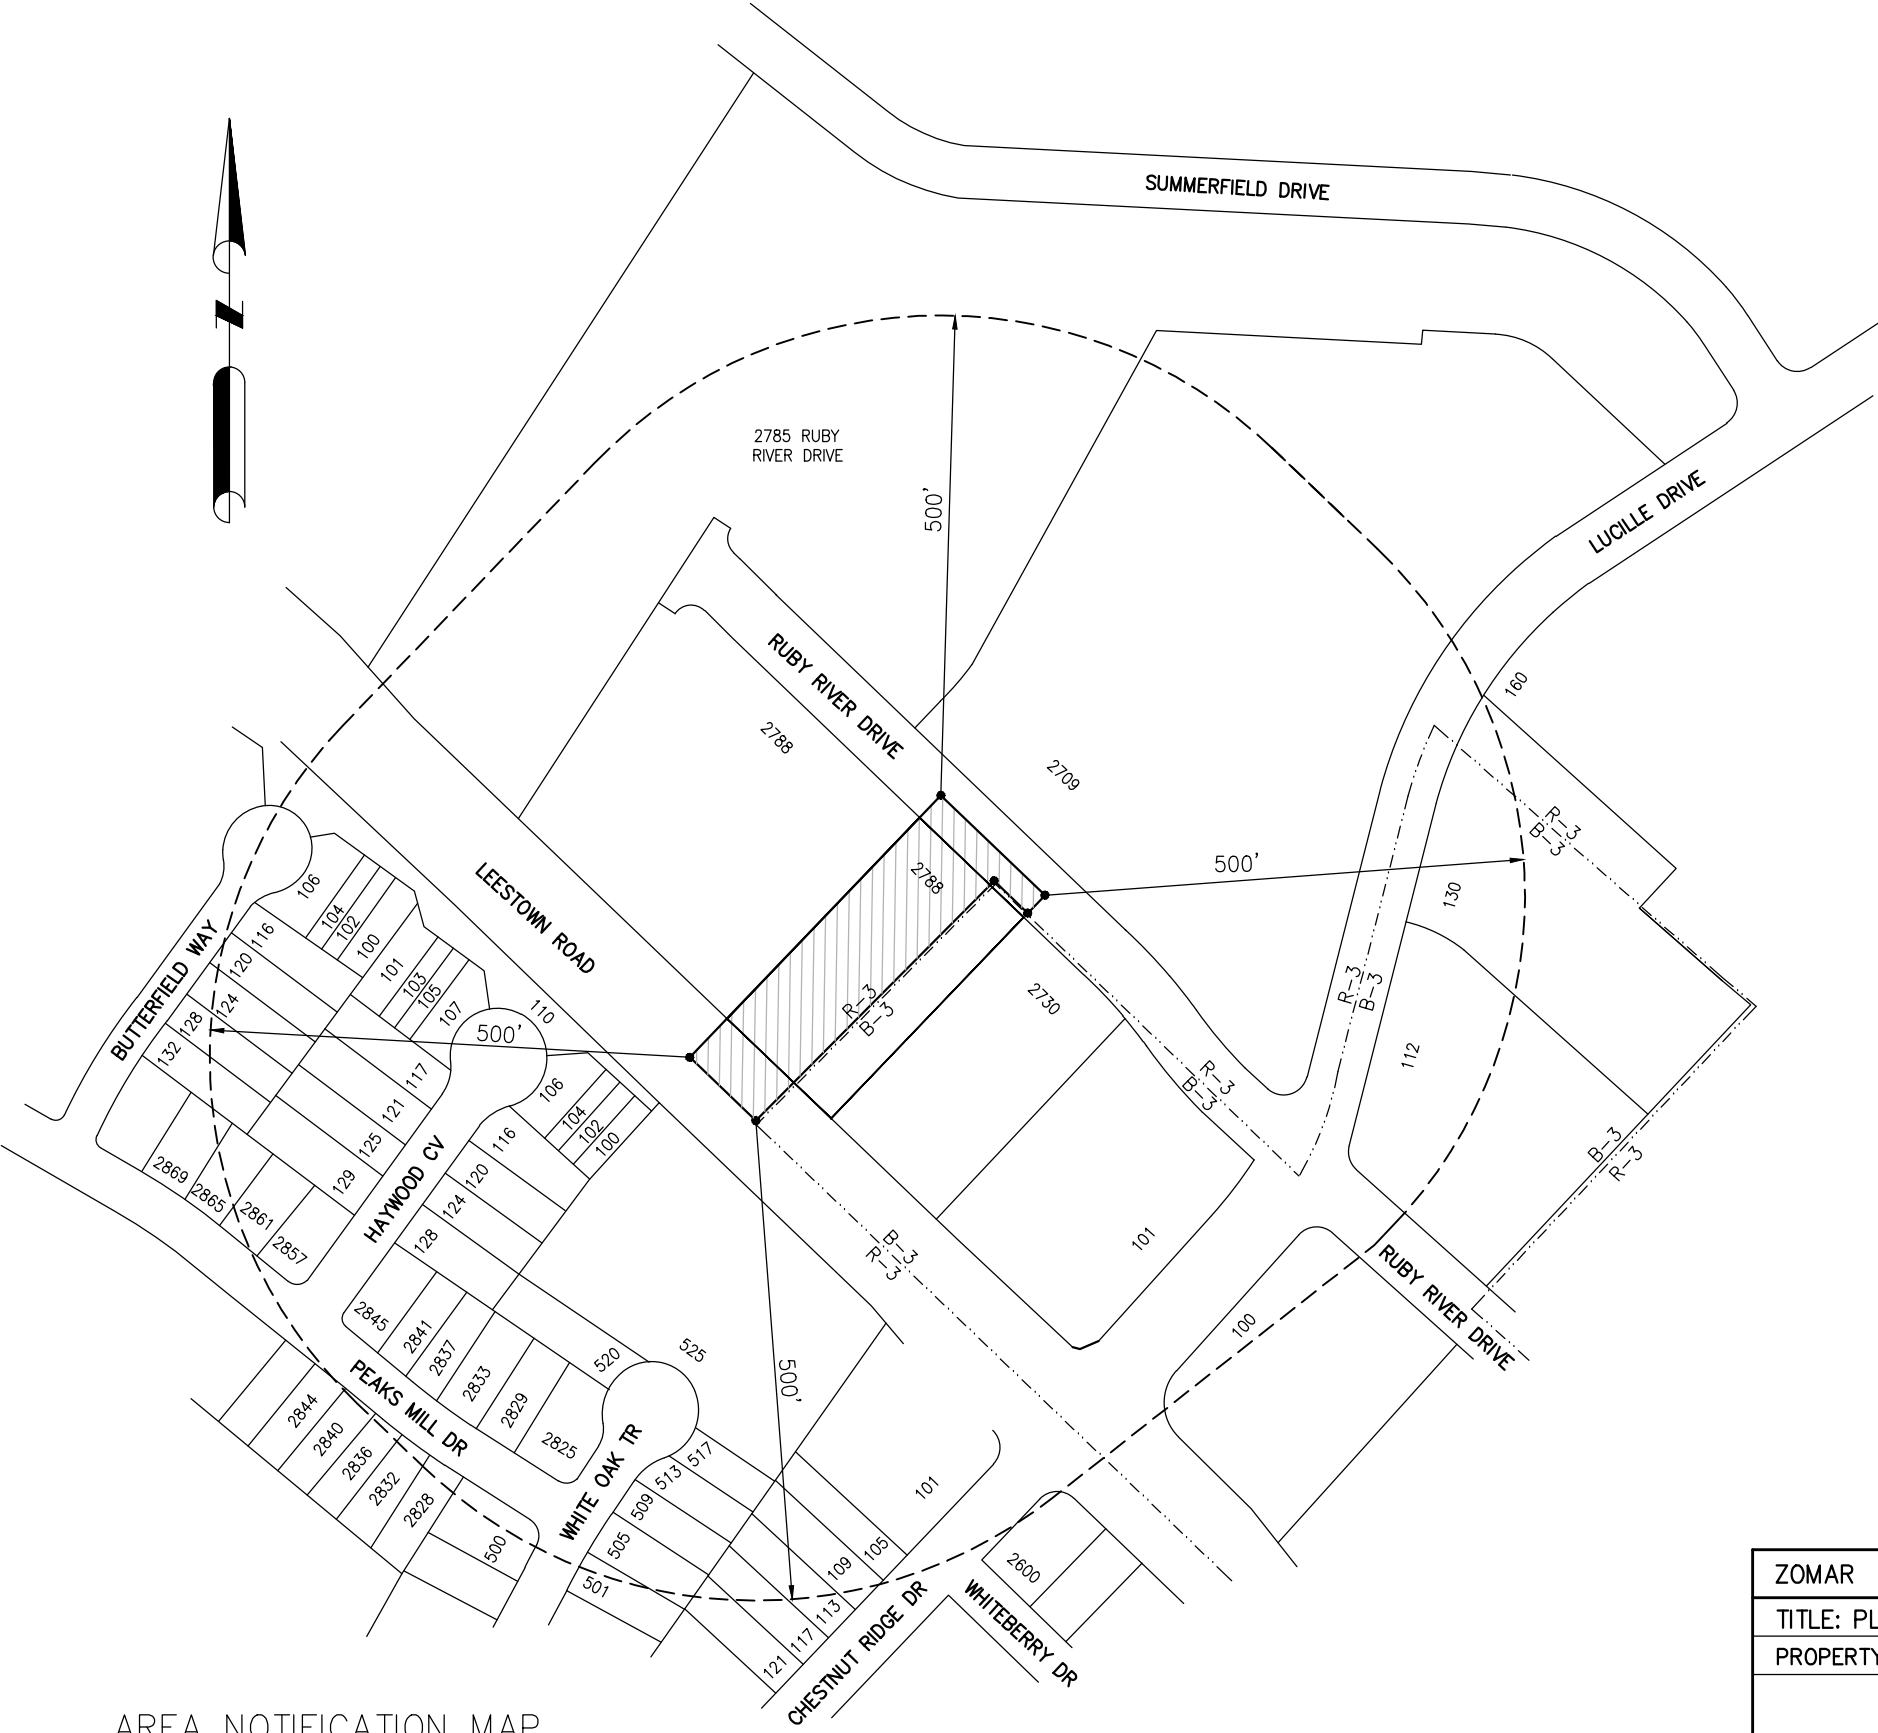 SUMMERFIELD DRIVE
N
2785 RUBY
RIVER DRIVE
500'
LUCILLE DRIVE
160
RUBY RIVER DRIVE
2788
2709
R-3
B-3
500'
2788
130
LEESTOWN ROAD
R-3
B-3
2730
R-3
B-3
112
R-3
B-3
B-3
R-3
BUTTERFIELD WAY
106
104
102
100
101
103
105
107
110
116
120
124
128
132
500'
117
121
125
129
2869
2865
2861
2857
HAYWOOD CV
106
104
102
100
116
120
124
128
B-3
R-3
101
RUBY RIVER DRIVE
100
2845
2841
2837
2833
2829
2825
520
525
500'
PEAKS MILL DR
2844
2840
2836
2832
2828
500
WHITE OAK TR
517
513
509
505
501
101
105
109
113
117
121
CHESTNUT RIDGE DR
2600
WHITEBERRY DR
ZOMAR
TITLE: PL
PROPERTY
AREA NOTIFICATION MAP